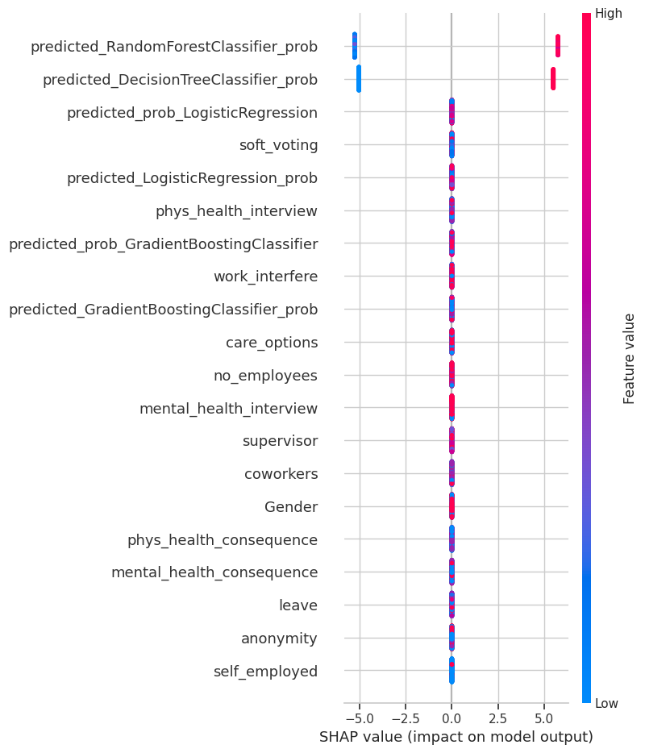 High
predicted_RandomForestClassifier_prob
predicted_DecisionTreeClassifier_prob
predicted_prob_LogisticRegression
soft_voting
predicted_LogisticRegression_prob
phys_health_interview
predicted_prob_GradientBoostingClassifier
work_interfere
predicted_GradientBoostingClassifier_prob
care_options
no_employees
mental_health_interview
supervisor
coworkers
Gender
phys_health_consequence
mental_health_consequence
leave
anonymity
self_employed
Feature value
Low
−5.0 −2.5 0.0 2.5 5.0
SHAP value (impact on model output)